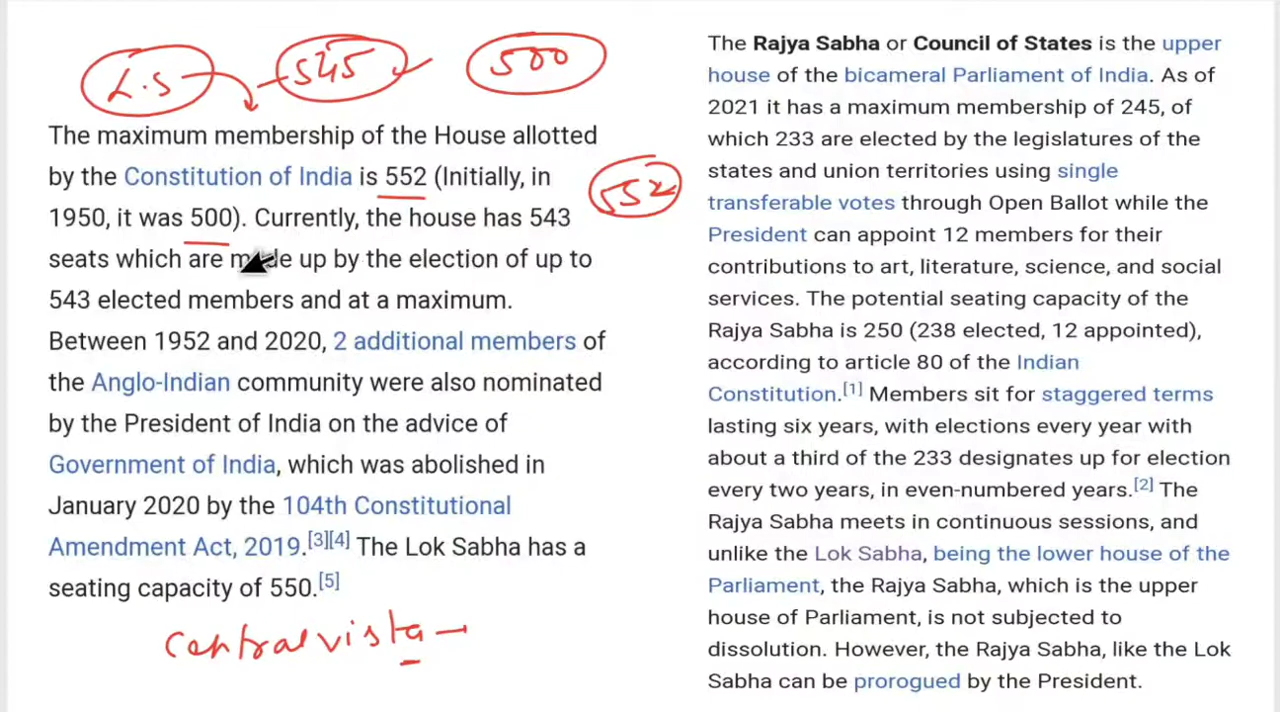 L.S 545 500
The maximum membership of the House allotted
by the Constitution of India is 552 (Initially, in
1950, it was 500). Currently, the house has 543
552
seats which are made up by the election of up to
543 elected members and at a maximum.
Between 1952 and 2020, 2 additional members of
the Anglo-Indian community were also nominated
by the President of India on the advice of
Government of India, which was abolished in
January 2020 by the 104th Constitutional
Amendment Act, 2019.[3][4] The Lok Sabha has a
seating capacity of 550.[5]
Central vista
The Rajya Sabha or Council of States is the upper
house of the bicameral Parliament of India. As of
2021 it has a maximum membership of 245, of
which 233 are elected by the legislatures of the
states and union territories using single
transferable votes through Open Ballot while the
President can appoint 12 members for their
contributions to art, literature, science, and social
services. The potential seating capacity of the
Rajya Sabha is 250 (238 elected, 12 appointed),
according to article 80 of the Indian
Constitution.[1] Members sit for staggered terms
lasting six years, with elections every year with
about a third of the 233 designates up for election
every two years, in even-numbered years.[2] The
Rajya Sabha meets in continuous sessions, and
unlike the Lok Sabha, being the lower house of the
Parliament, the Rajya Sabha, which is the upper
house of Parliament, is not subjected to
dissolution. However, the Rajya Sabha, like the Lok
Sabha can be prorogued by the President.